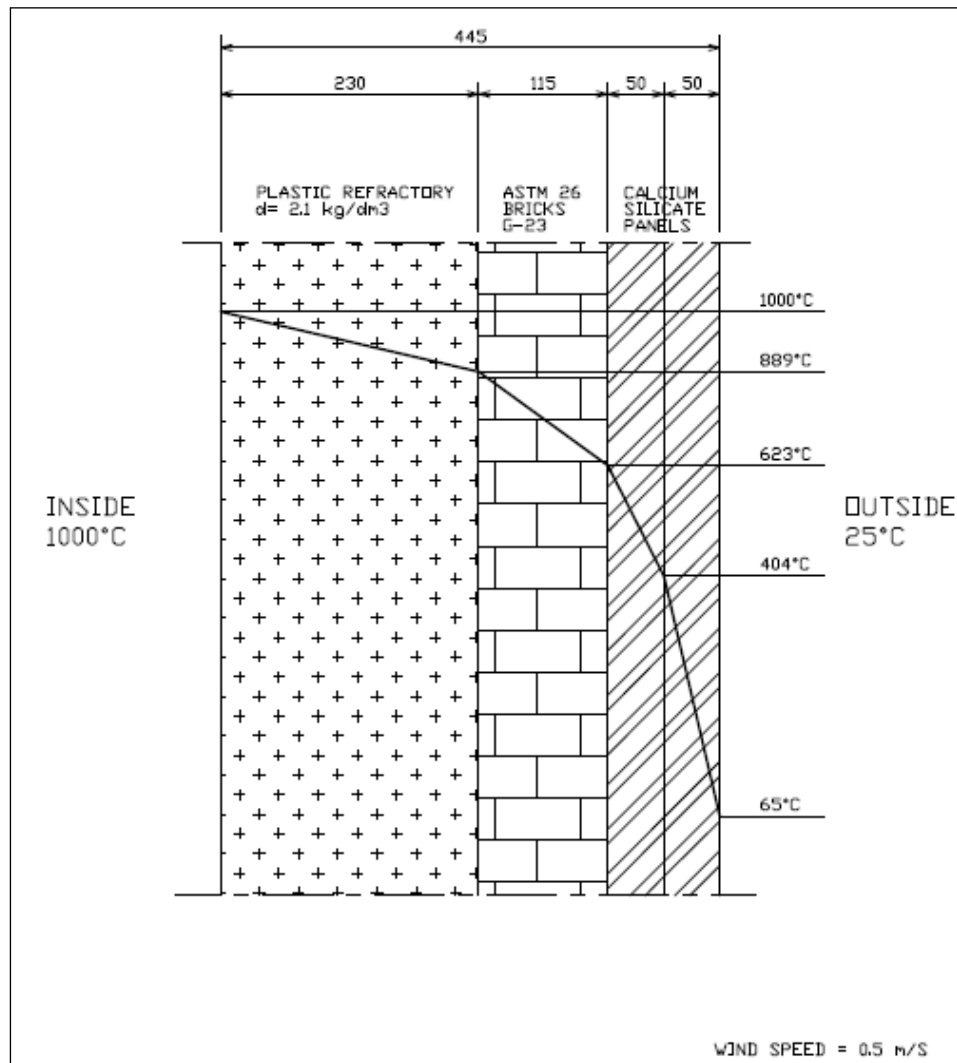 445
230 115 50 50
PLASTIC REFRACTORY
d= 2.1 kg/dm3
ASTM 26
BRICKS
G-23
CALCIUM
SILICATE
PANELS
1000°C
889°C
623°C
404°C
65°C
INSIDE
1000°C
OUTSIDE
25°C
WIND SPEED = 0.5 m/S